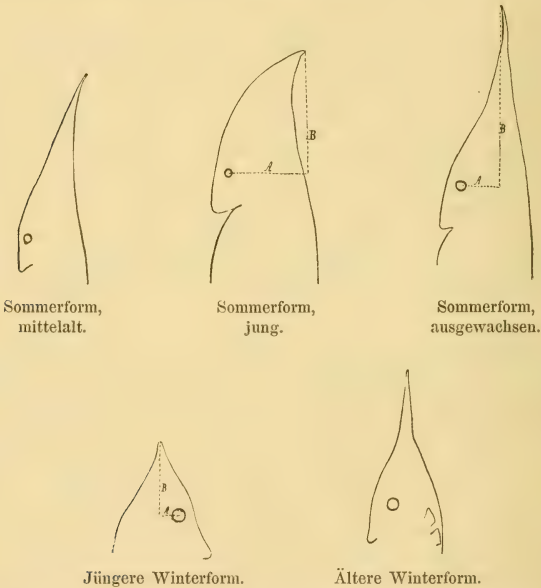 B
A
B
A
Sommerform,
mittelalt.
Sommerform,
jung.
Sommerform,
ausgewachsen.
B
A
Jüngere Winterform.
Ältere Winterform.